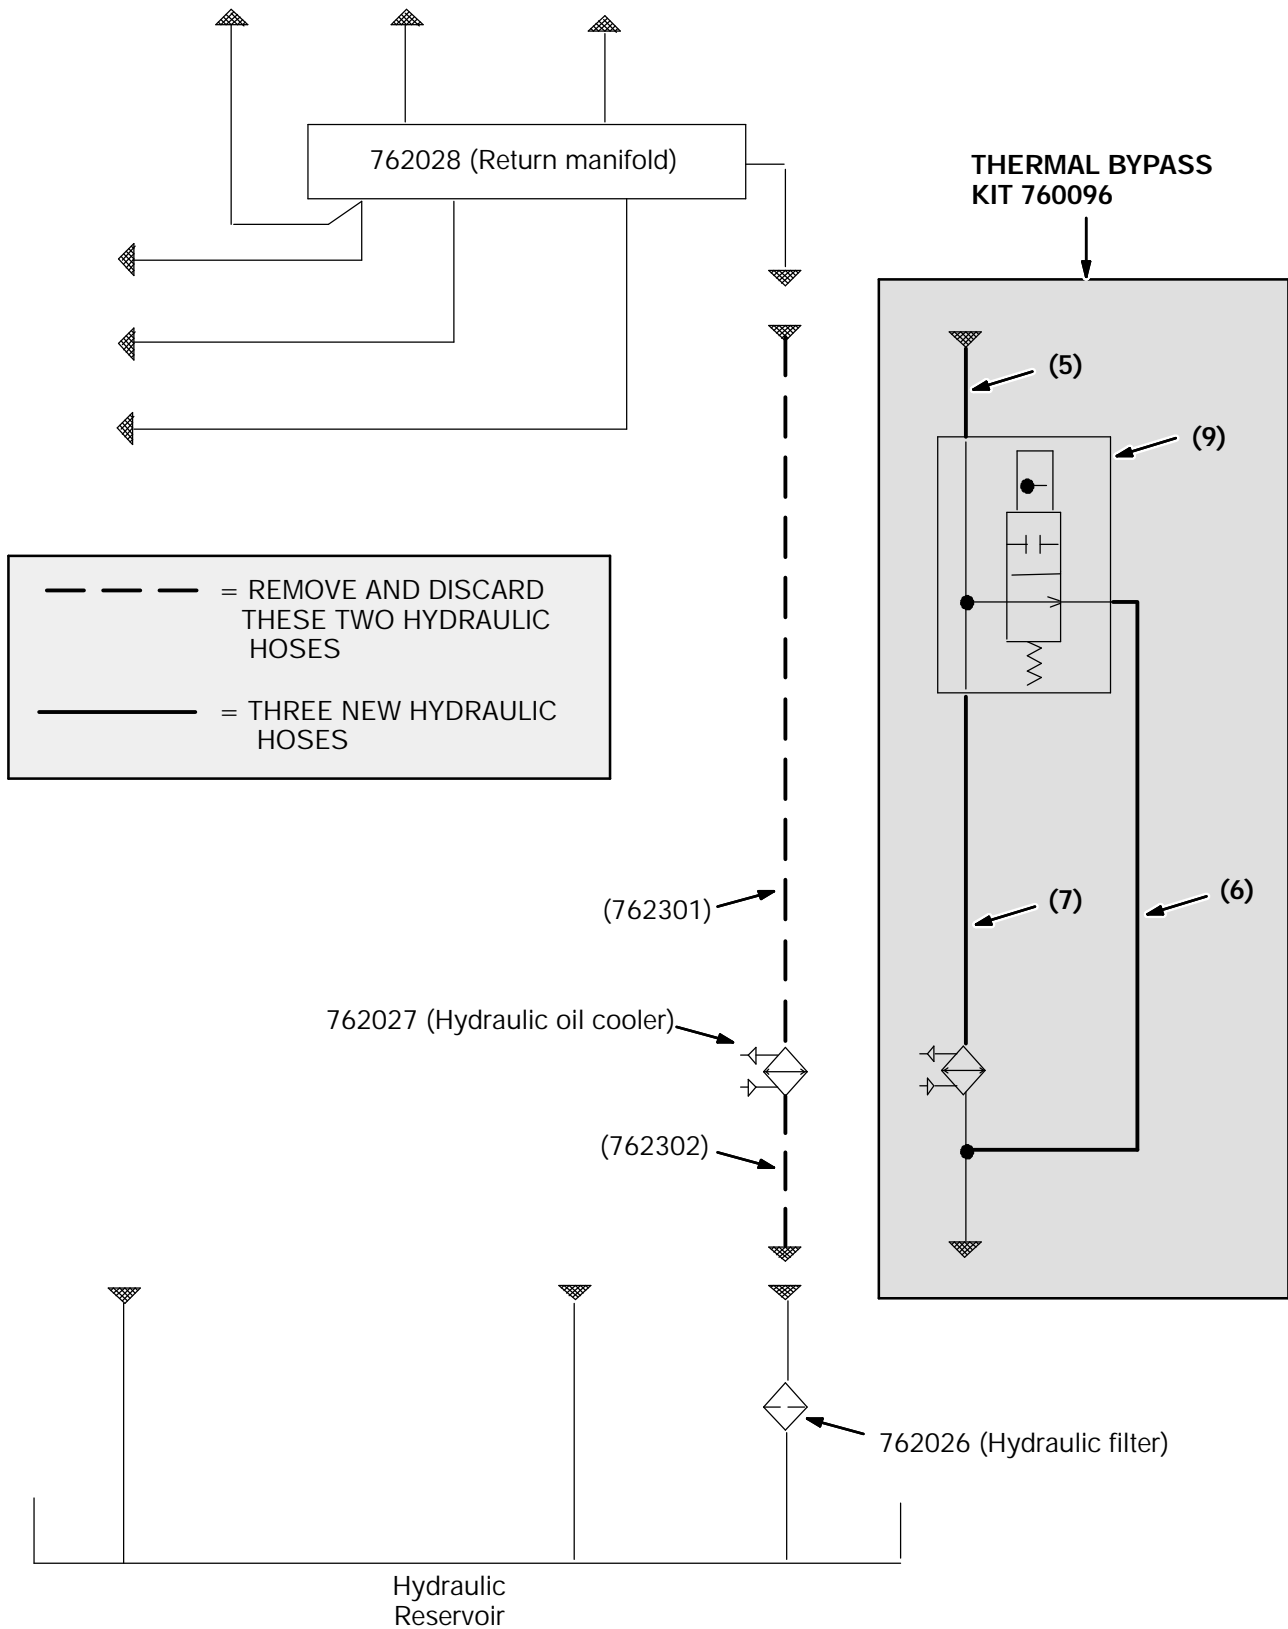 762028 (Return manifold)
THERMAL BYPASS
KIT 760096
(5)
(9)
= REMOVE AND DISCARD
THESE TWO HYDRAULIC
HOSES
= THREE NEW HYDRAULIC
HOSES
(762301)
(7)
(6)
762027 (Hydraulic oil cooler)
(762302)
762026 (Hydraulic filter)
Hydraulic
Reservoir